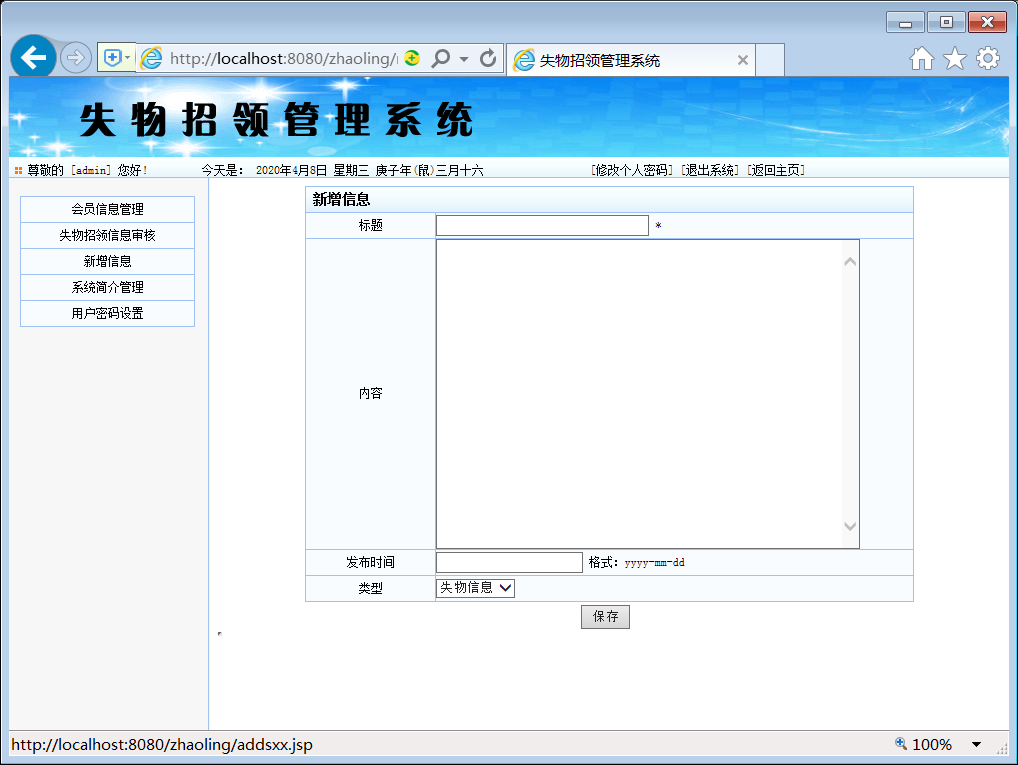 http://localhost:8080/zhaoling/
失物招领管理系统
失物招领管理系统
尊敬的 [admin] 您好! 今天是: 2020年4月8日 星期三 庚子年(鼠)三月十六 [修改个人密码] [退出系统] [返回主页]
会员信息管理
失物招领信息审核
新增信息
系统简介管理
用户密码设置
新增信息
标题 *
内容
发布时间 格式: yyyy-mm-dd
类型 失物信息
保存
http://localhost:8080/zhaoling/addsxx.jsp
100%